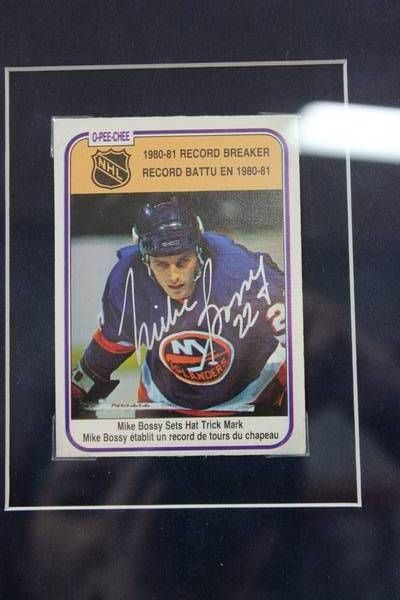 O-PEE-CHEE
NHL
1980-81 RECORD BREAKER
RECORD BATTU EN 1980-81
Mike Bossy
22
2
NY
ISLANDERS
Mike Bossy Sets Hat Trick Mark
Mike Bossy établit un record de tours du chapeau